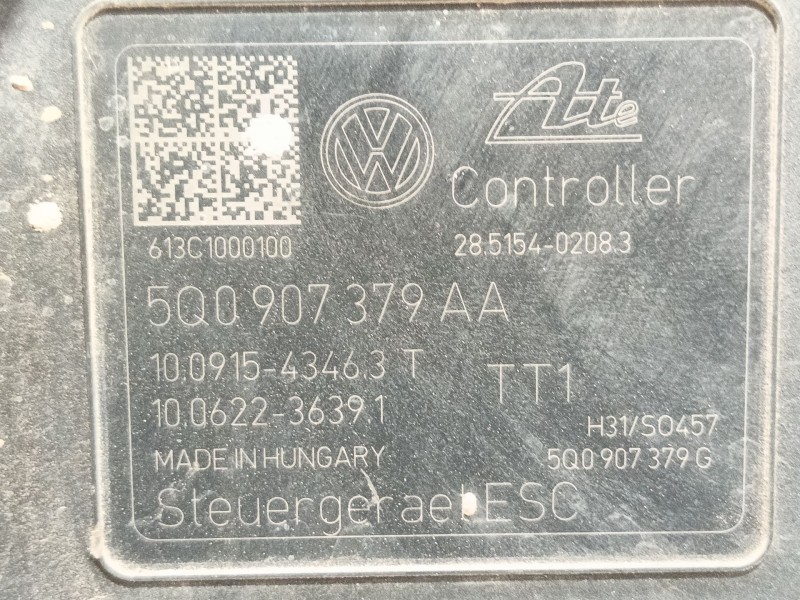 Ate
Controller
613C1000100
28.5154-0208.3
5Q0 907 379 AA
10.0915-4346.3 T
TT1
10.0622-3639.1
H31/SO457
MADE IN HUNGARY
5Q0 907 379 G
Steuergeraet ESC